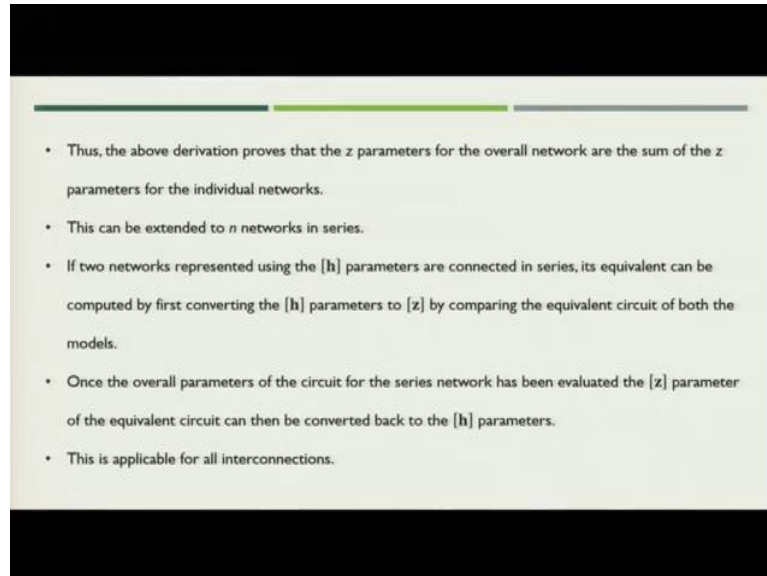 • Thus, the above derivation proves that the z parameters for the overall network are the sum of the z
parameters for the individual networks.
• This can be extended to n networks in series.
• If two networks represented using the [h] parameters are connected in series, its equivalent can be
computed by first converting the [h] parameters to [z] by comparing the equivalent circuit of both the
models.
• Once the overall parameters of the circuit for the series network has been evaluated the [z] parameter
of the equivalent circuit can then be converted back to the [h] parameters.
• This is applicable for all interconnections.